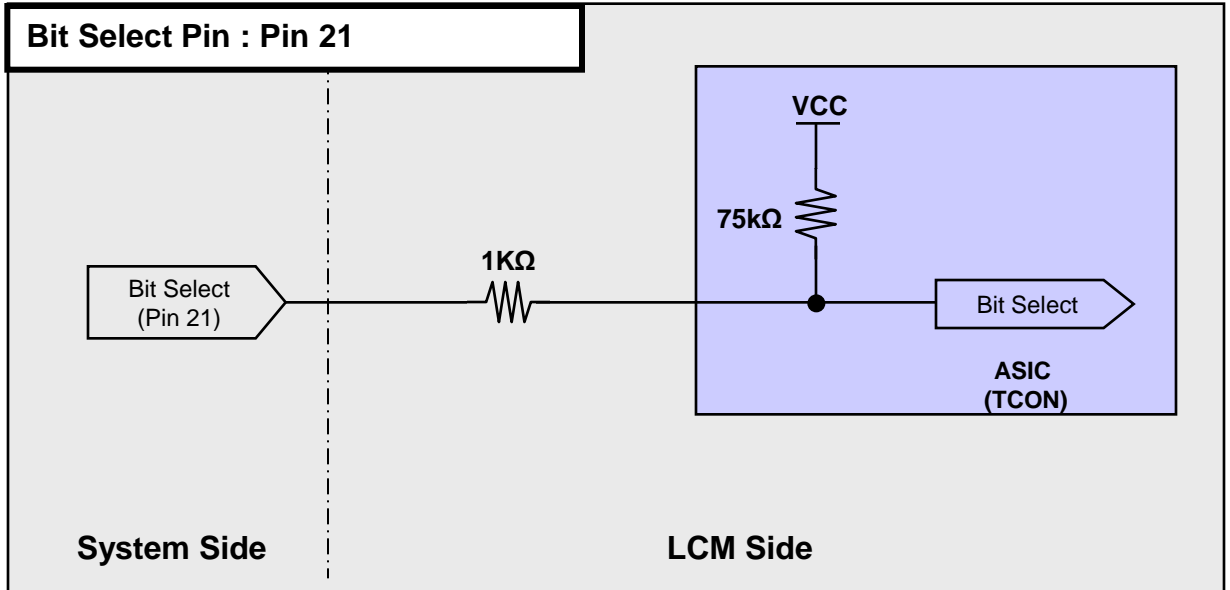 Bit Select Pin : Pin 21
VCC
75kΩ
1KΩ
Bit Select
(Pin 21)
Bit Select
ASIC
(TCON)
System Side
LCM Side